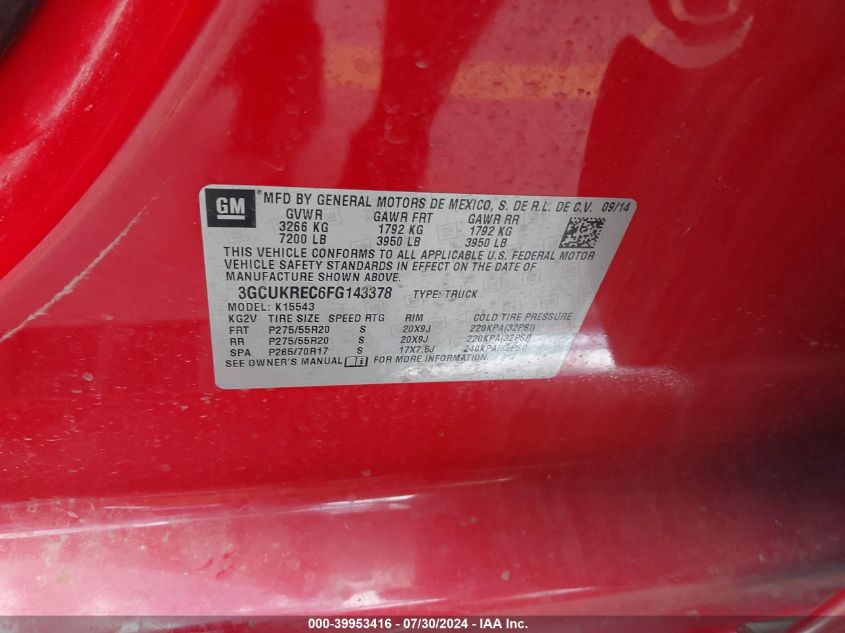 GM
MFD BY GENERAL MOTORS DE MEXICO, S. DE R.L. DE C.V. 09/14
GVWR GAWR FRT GAWR RR
3266 KG 1792 KG 1792 KG
7200 LB 3950 LB 3950 LB
THIS VEHICLE CONFORMS TO ALL APPLICABLE U.S. FEDERAL MOTOR
VEHICLE SAFETY STANDARDS IN EFFECT ON THE DATE OF
MANUFACTURE SHOWN ABOVE.
3GCUKREC6FG143378 TYPE: TRUCK
MODEL: K15543
KG2V TIRE SIZE SPEED RTG RIM COLD TIRE PRESSURE
FRT P275/55R20 S 20X9J 220KPA(32PSI)
RR P275/55R20 S 20X9J 220KPA(32PSI)
SPA P265/70R17 S 17X7.5J 240KPA(35PSI)
SEE OWNER'S MANUAL FOR MORE INFORMATION.
000-39953416 - 07/30/2024 - IAA Inc.